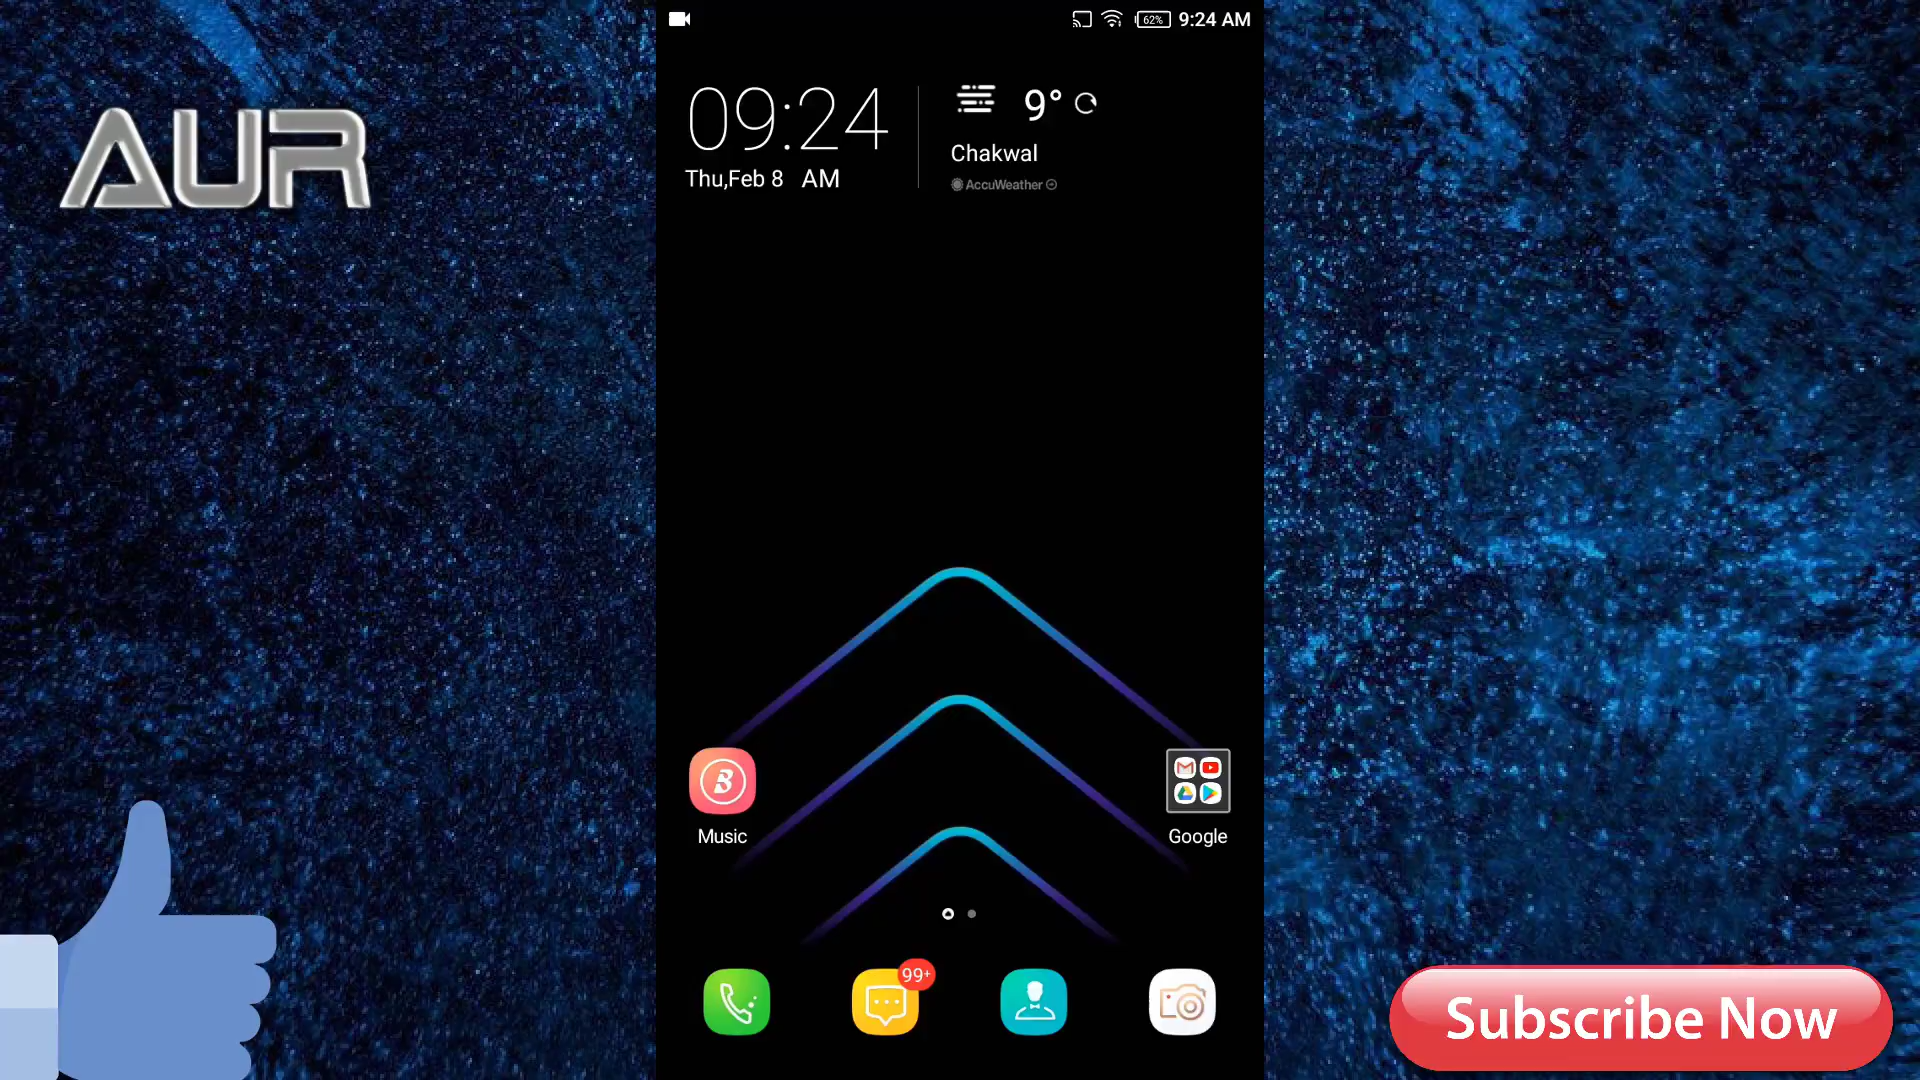 9:24 AM
62%
AUR
09:24
Thu,Feb 8 AM
9°
Chakwal
AccuWeather
B
Music
Google
99+
Subscribe Now